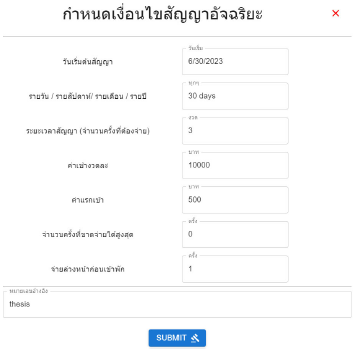 กำหนดเงื่อนไขสัญญาอัจฉริยะ
วันเริ่มต้นสัญญา
วันเริ่ม
6/30/2023
รายวัน / รายสัปดาห์/ รายเดือน / รายปี
ทุกๆ
30 days
ระยะเวลาสัญญา (จำนวนครั้งที่ต้องจ่าย)
งวด
3
ค่าเช่างวดละ
บาท
10000
ค่าแรกเข้า
บาท
500
จำนวนครั้งที่ขาดจ่ายได้สูงสุด
ครั้ง
0
จ่ายล่วงหน้าก่อนเข้าพัก
ครั้ง
1
หมายเลขอ้างอิง
thesis
SUBMIT